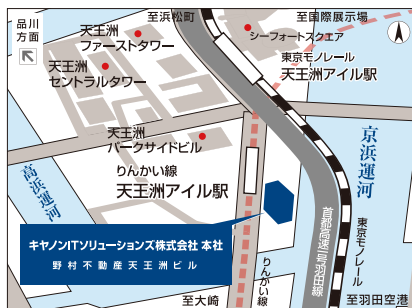 品川
方面
至浜松町
至国際展示場
天王洲
ファーストタワー
シーフォートスクエア
東京モノレール
天王洲アイル駅
天王洲
セントラルタワー
天王洲
パークサイドビル
京浜運河
高浜運河
りんかい線
天王洲アイル駅
キヤノンITソリューションズ株式会社 本社
野村不動産天王洲ビル
首都高速一号羽田線
東京モノレール
りんかい線
至大崎
至羽田空港